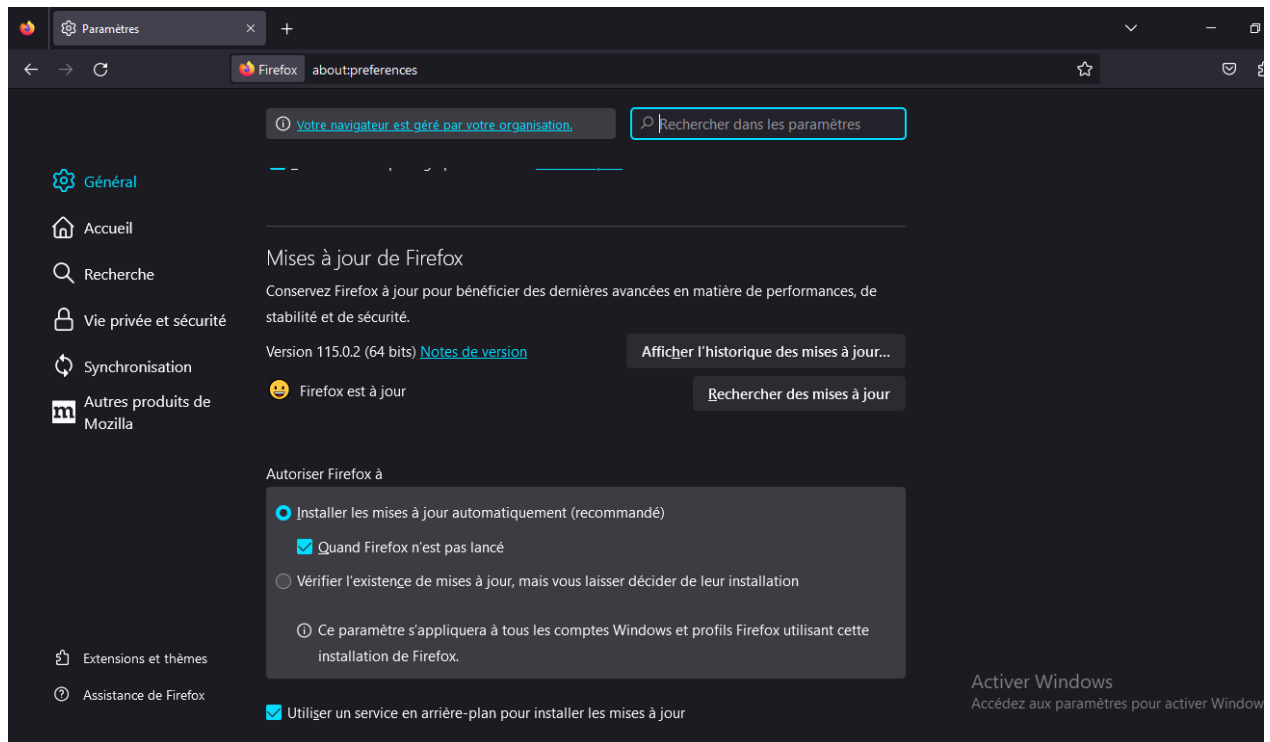 Paramètres
Firefox
about:preferences
Votre navigateur est géré par votre organisation.
Rechercher dans les paramètres
Général
Accueil
Recherche
Vie privée et sécurité
Synchronisation
Autres produits de
Mozilla
Extensions et thèmes
Assistance de Firefox
Mises à jour de Firefox
Conservez Firefox à jour pour bénéficier des dernières avancées en matière de performances, de
stabilité et de sécurité.
Version 115.0.2 (64 bits) Notes de version
Afficher l'historique des mises à jour...
Firefox est à jour
Rechercher des mises à jour
Autoriser Firefox à
Installer les mises à jour automatiquement (recommandé)
Quand Firefox n'est pas lancé
Vérifier l'existence de mises à jour, mais vous laisser décider de leur installation
Ce paramètre s'appliquera à tous les comptes Windows et profils Firefox utilisant cette
installation de Firefox.
Utiliser un service en arrière-plan pour installer les mises à jour
Activer Windows
Accédez aux paramètres pour activer Window